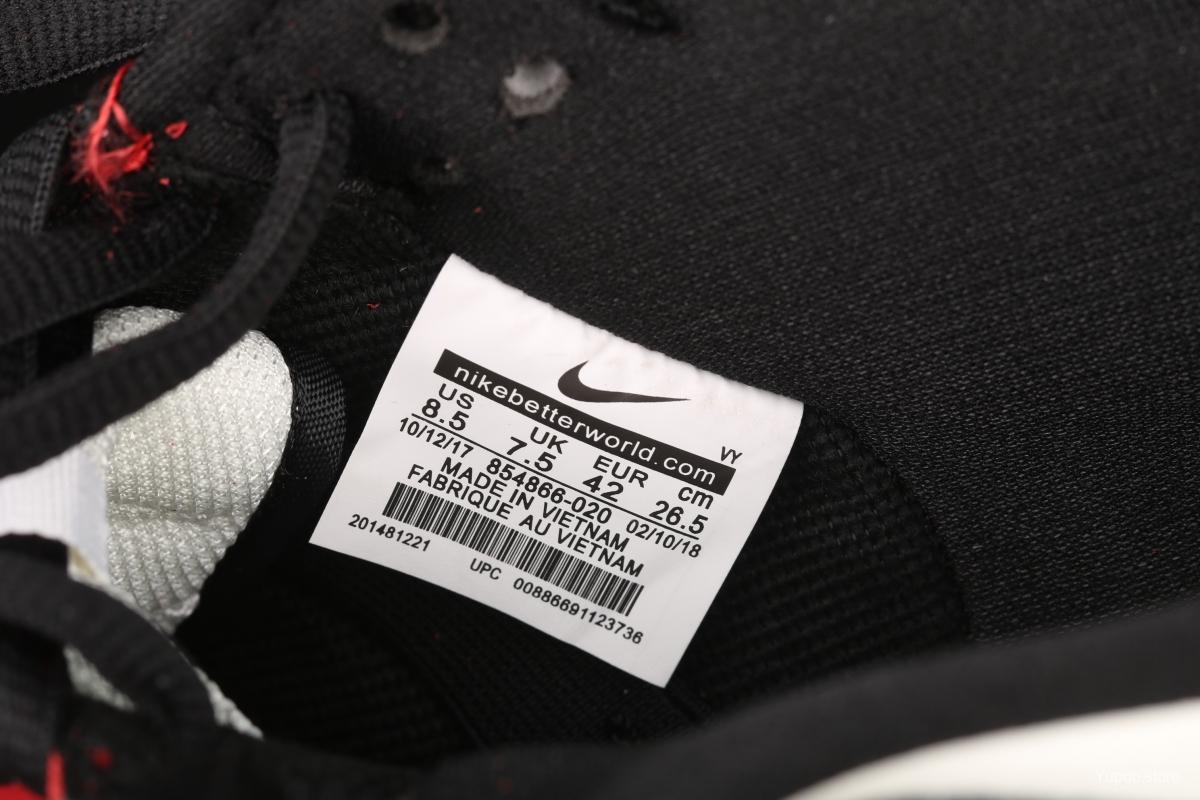 nikebetterworld.com
VY
US UK EUR cm
8.5 7.5 42 26.5
10/12/17 854866-020 02/10/18
MADE IN VIETNAM
FABRIQUE AU VIETNAM
201481221
UPC 00886691123736